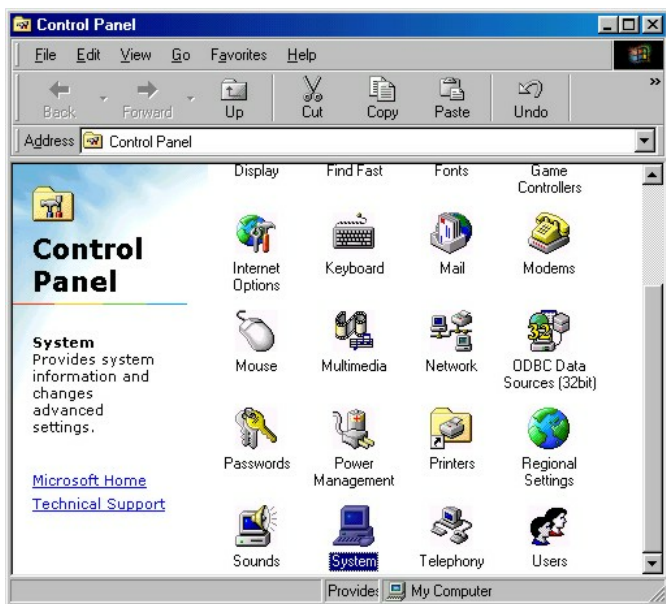 Control Panel
File Edit View Go Favorites Help
Back Forward Up Cut Copy Paste Undo »
Address Control Panel
Display Find Fast Fonts Game Controllers
Control Panel
Internet Options Keyboard Mail Modems
System
Provides system
information and
changes
advanced
settings.
Mouse Multimedia Network ODBC Data Sources (32bit)
32
Passwords Power Management Printers Regional Settings
Microsoft Home
Technical Support
Sounds System Telephony Users
Provides My Computer